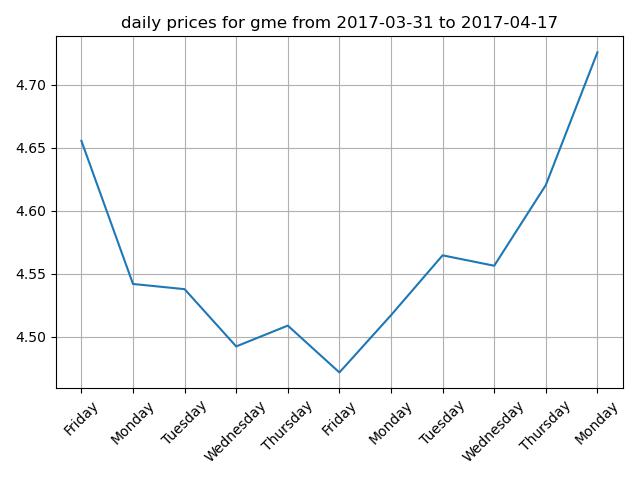 daily prices for gme from 2017-03-31 to 2017-04-17
4.70
4.65
4.60
4.55
4.50
Friday
Monday
Tuesday
Wednesday
Thursday
Friday
Monday
Tuesday
Wednesday
Thursday
Monday